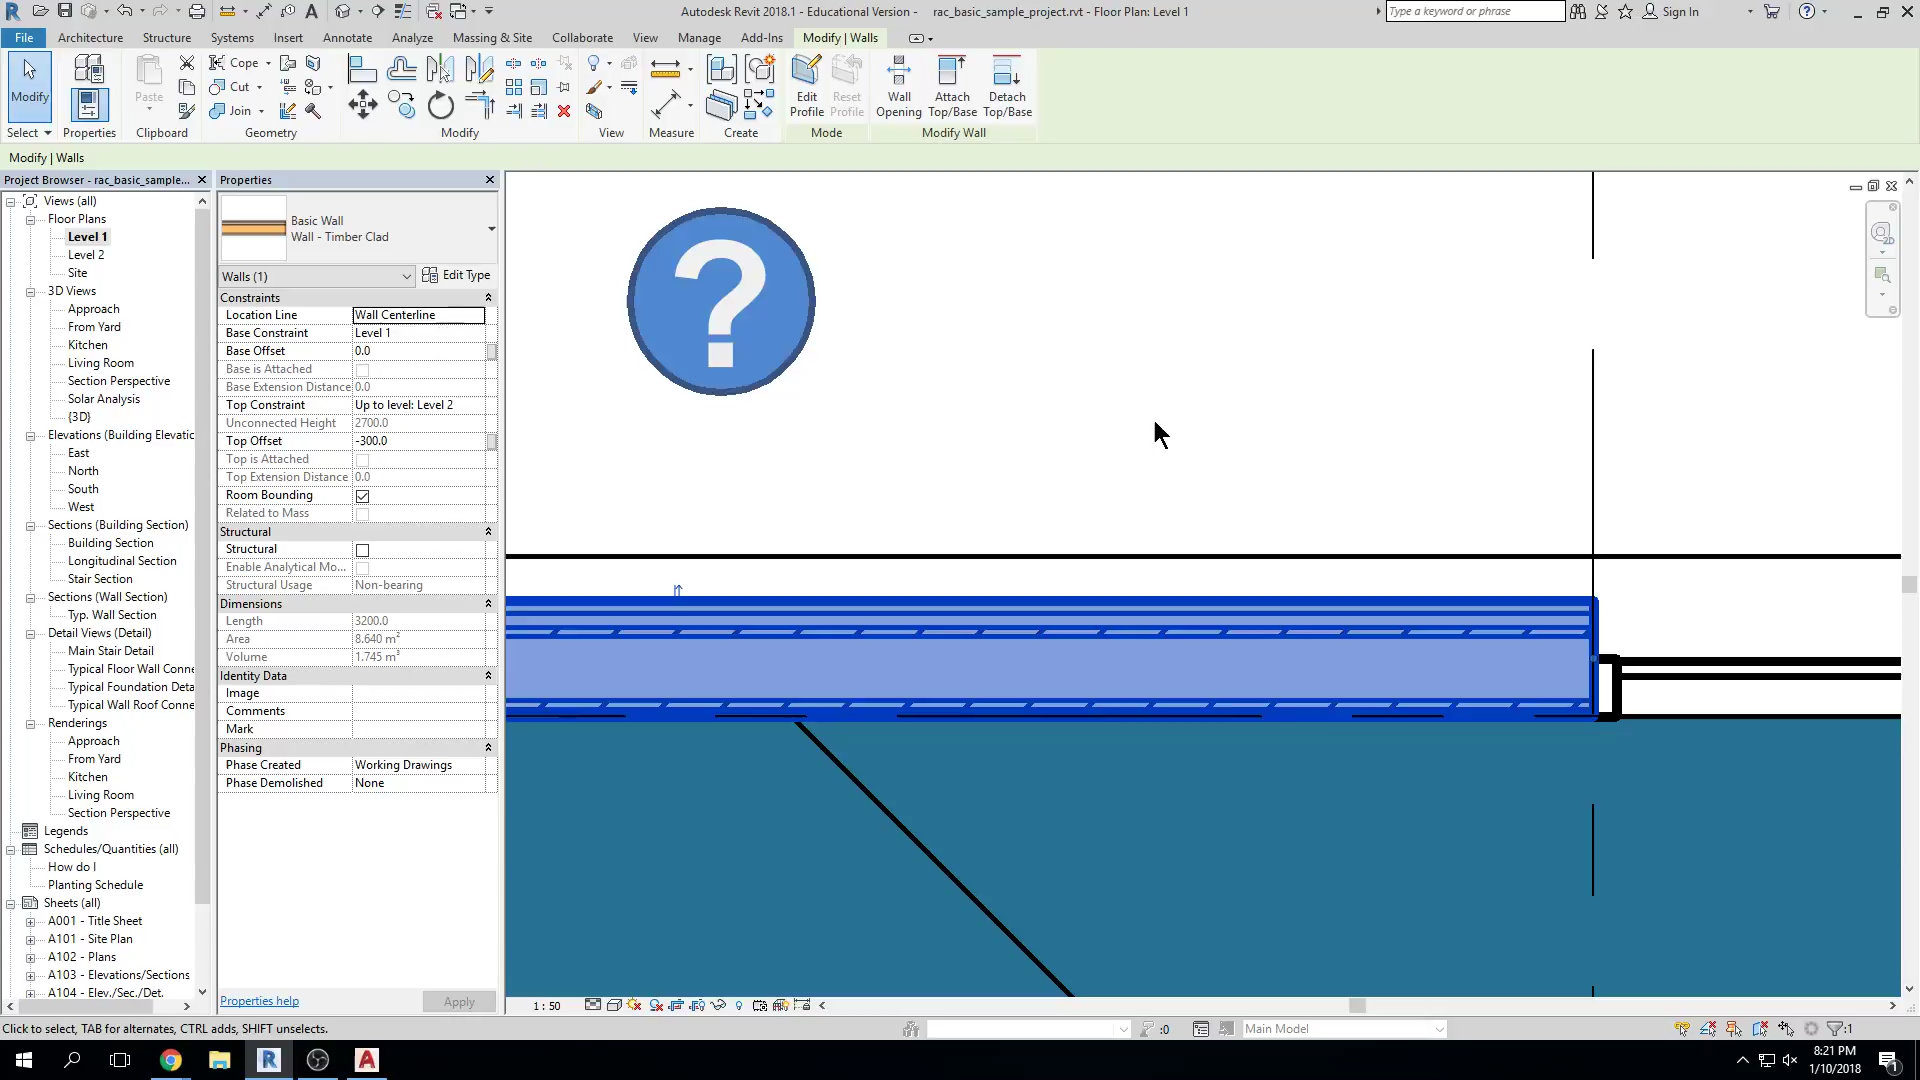 Autodesk Revit 2018.1 - Educational Version -    rac_basic_sample_project.rvt - Floor Plan: Level 1
Type a keyword or phrase
Sign In
File
Architecture
Structure
Systems
Insert
Annotate
Analyze
Massing & Site
Collaborate
View
Manage
Add-Ins
Modify | Walls
Modify
Paste
Cope
Cut
Join
Edit
Profile
Reset
Profile
Wall
Opening
Attach
Top/Base
Detach
Top/Base
Select
Properties
Clipboard
Geometry
Modify
View
Measure
Create
Mode
Modify Wall
Modify | Walls
Project Browser - rac_basic_sample...
Views (all)
Floor Plans
Level 1
Level 2
Site
3D Views
Approach
From Yard
Kitchen
Living Room
Section Perspective
Solar Analysis
{3D}
Elevations (Building Elevatic
East
North
South
West
Sections (Building Section)
Building Section
Longitudinal Section
Stair Section
Sections (Wall Section)
Typ. Wall Section
Detail Views (Detail)
Main Stair Detail
Typical Floor Wall Conne
Typical Foundation Deta
Typical Wall Roof Conne
Renderings
Approach
From Yard
Kitchen
Living Room
Section Perspective
Legends
Schedules/Quantities (all)
How do I
Planting Schedule
Sheets (all)
A001 - Title Sheet
A101 - Site Plan
A102 - Plans
A103 - Elevations/Sections
A104 - Elev./Sec./Det.
Properties
Basic Wall
Wall - Timber Clad
Walls (1)
Edit Type
Constraints
Location Line Wall Centerline
Base Constraint Level 1
Base Offset 0.0
Base is Attached
Base Extension Distance 0.0
Top Constraint Up to level: Level 2
Unconnected Height 2700.0
Top Offset -300.0
Top is Attached
Top Extension Distance 0.0
Room Bounding
Related to Mass
Structural
Structural
Enable Analytical Mo...
Structural Usage Non-bearing
Dimensions
Length 3200.0
Area 8.640 m²
Volume 1.745 m³
Identity Data
Image
Comments
Mark
Phasing
Phase Created Working Drawings
Phase Demolished None
Properties help
Apply
?
2D
1 : 50
Click to select, TAB for alternates, CTRL adds, SHIFT unselects.
:0
Main Model
:1
8:21 PM
1/10/2018
1